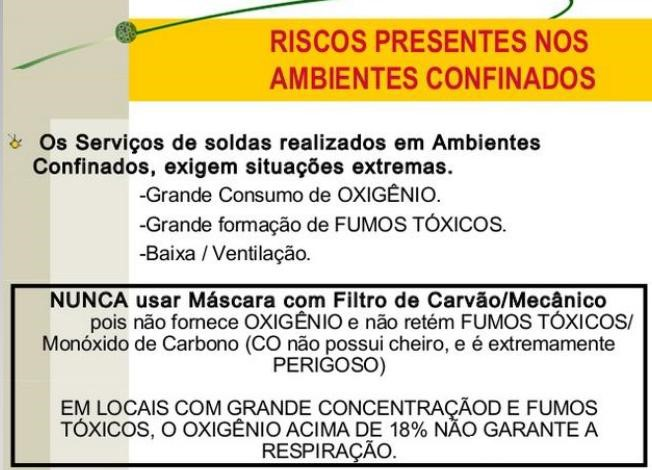 RISCOS PRESENTES NOS
AMBIENTES CONFINADOS
Os Serviços de soldas realizados em Ambientes
Confinados, exigem situações extremas.
-Grande Consumo de OXIGÊNIO.
-Grande formação de FUMOS TÓXICOS.
-Baixa / Ventilação.
NUNCA usar Máscara com Filtro de Carvão/Mecânico
pois não fornece OXIGÊNIO e não retém FUMOS TÓXICOS/
Monóxido de Carbono (CO não possui cheiro, e é extremamente
PERIGOSO)
EM LOCAIS COM GRANDE CONCENTRAÇÃOD E FUMOS
TÓXICOS, O OXIGÊNIO ACIMA DE 18% NÃO GARANTE A
RESPIRAÇÃO.